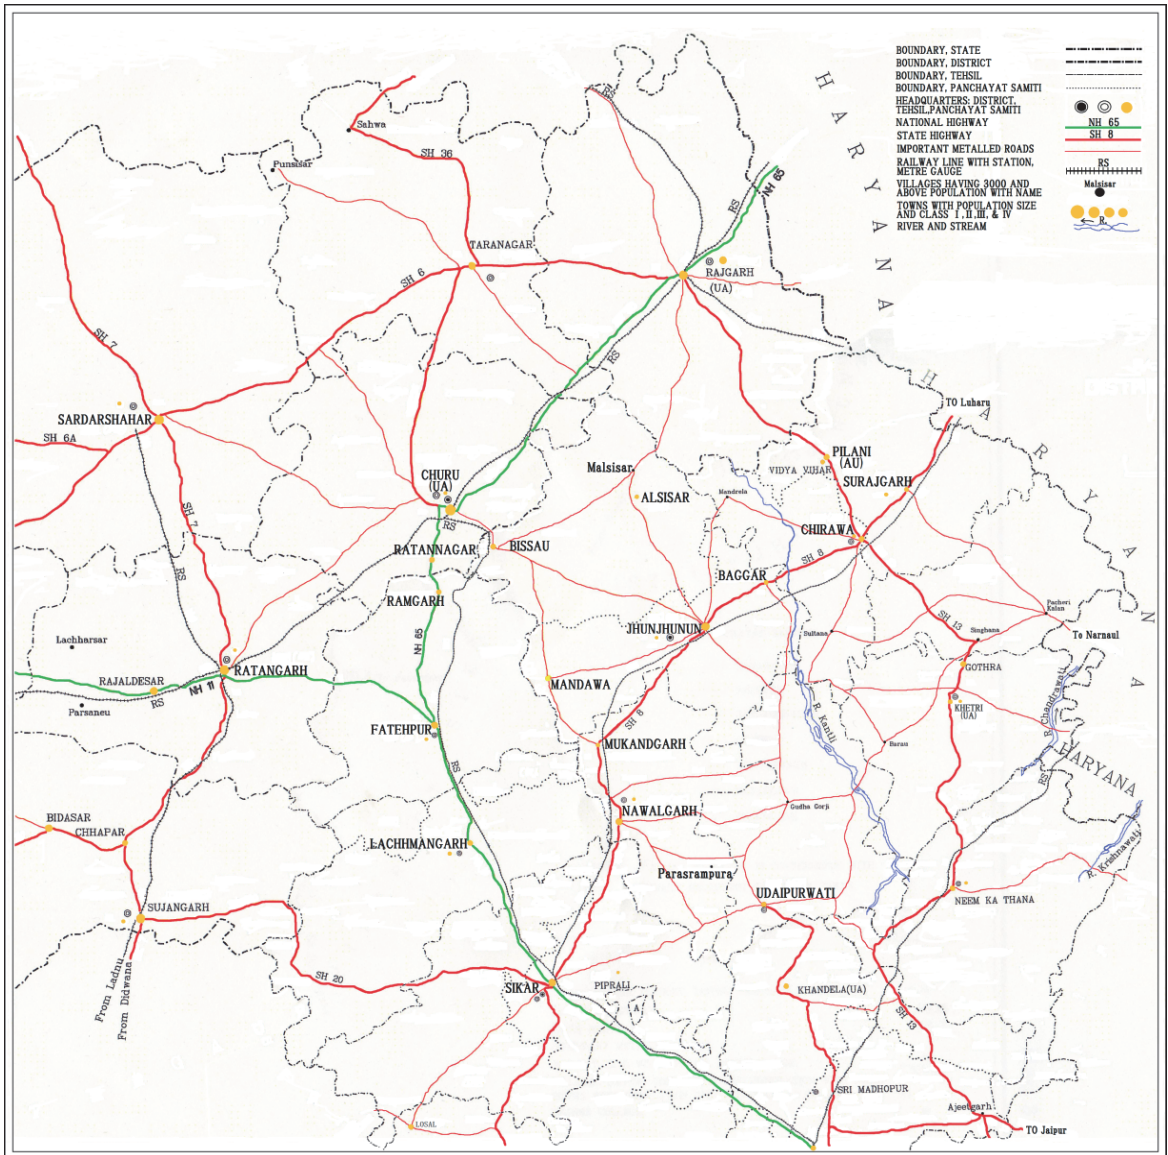 BOUNDARY, STATE
BOUNDARY, DISTRICT
BOUNDARY, TEHSIL
BOUNDARY, PANCHAYAT SAMITI
HEADQUARTERS: DISTRICT,
TEHSIL,PANCHAYAT SAMITI
NATIONAL HIGHWAY
NH 65
STATE HIGHWAY
SH 8
IMPORTANT METALLED ROADS
RAILWAY LINE WITH STATION,
METRE GAUGE
RS
VILLAGES HAVING 3000 AND
ABOVE POPULATION WITH NAME
Malsisar
TOWNS WITH POPULATION SIZE
AND CLASS I,II,III, & IV
RIVER AND STREAM
R.
HARYANA
Sahwa
SH 36
Punsisar
RS
RS
NH 65
TARANAGAR
RAJGARH
(UA)
SH 6
SH 7
RS
HARYANA
TO Luharu
SARDARSHAHAR
SH 6A
CHURU
(UA)
Malsisar
ALSISAR
PILANI
(AU)
VIDYA VIHAR
SURAJGARH
Mandrela
SH 7
RS
RATANNAGAR
BISSAU
CHIRAWA
SH 8
RS
BAGGAR
RAMGARH
Pacheri
Kalan
SH 13
JHUNJHUNUN
Sultana
Singhana
To Narnaul
Lachharsar
NH 65
RATANGARH
GOTHRA
RAJALDESAR
NH 11
MANDAWA
R. Chandrawati
Parsaneu
RS
KHETRI
(UA)
R. Kantli
SH 8
FATEHPUR
MUKANDGARH
HARYANA
RS
RS
Gudha Gorji
BIDASAR
CHHAPAR
NAWALGARH
LACHHMANGARH
R. Krishnawati
Parasrampura
UDAIPURWATI
NEEM KA THANA
SUJANGARH
SH 20
From Ladnu
From Didwana
SIKAR
PIPRALI
KHANDELA(UA)
A
SH 13
SRI MADHOPUR
Ajeetgarh
LOSAL
TO Jaipur